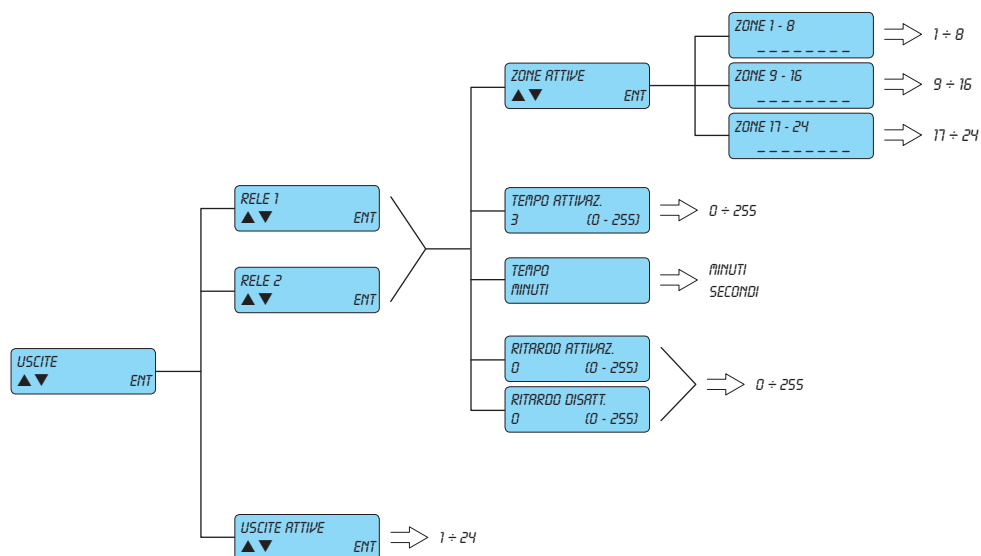 USCITE
▲ ▼ ENT
RELE 1
▲ ▼ ENT
RELE 2
▲ ▼ ENT
USCITE ATTIVE
▲ ▼ ENT
1 ÷ 24
ZONE ATTIVE
▲ ▼ ENT
ZONE 1 - 8
_ _ _ _ _ _ _ _
1 ÷ 8
ZONE 9 - 16
_ _ _ _ _ _ _ _
9 ÷ 16
ZONE 17 - 24
_ _ _ _ _ _ _ _
17 ÷ 24
TEMPO ATTIVAZ.
3 (0 - 255)
0 ÷ 255
TEMPO
MINUTI
MINUTI
SECONDI
RITARDO ATTIVAZ.
0 (0 - 255)
RITARDO DISATT.
0 (0 - 255)
0 ÷ 255